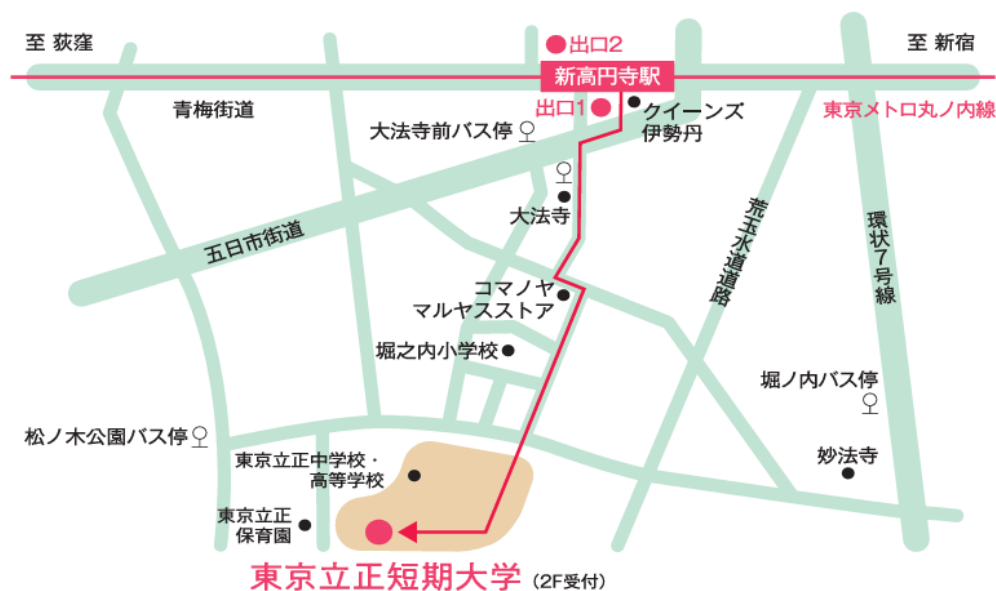 至 荻窪
出口2
至 新宿
新高円寺駅
青梅街道
出口1
クイーンズ
伊勢丹
東京メトロ丸ノ内線
大法寺前バス停
大法寺
五日市街道
荒玉水道道路
環状7号線
コマノヤ
マルヤスストア
堀之内小学校
堀ノ内バス停
松ノ木公園バス停
東京立正中学校・
高等学校
妙法寺
東京立正
保育園
東京立正短期大学 (2F受付)